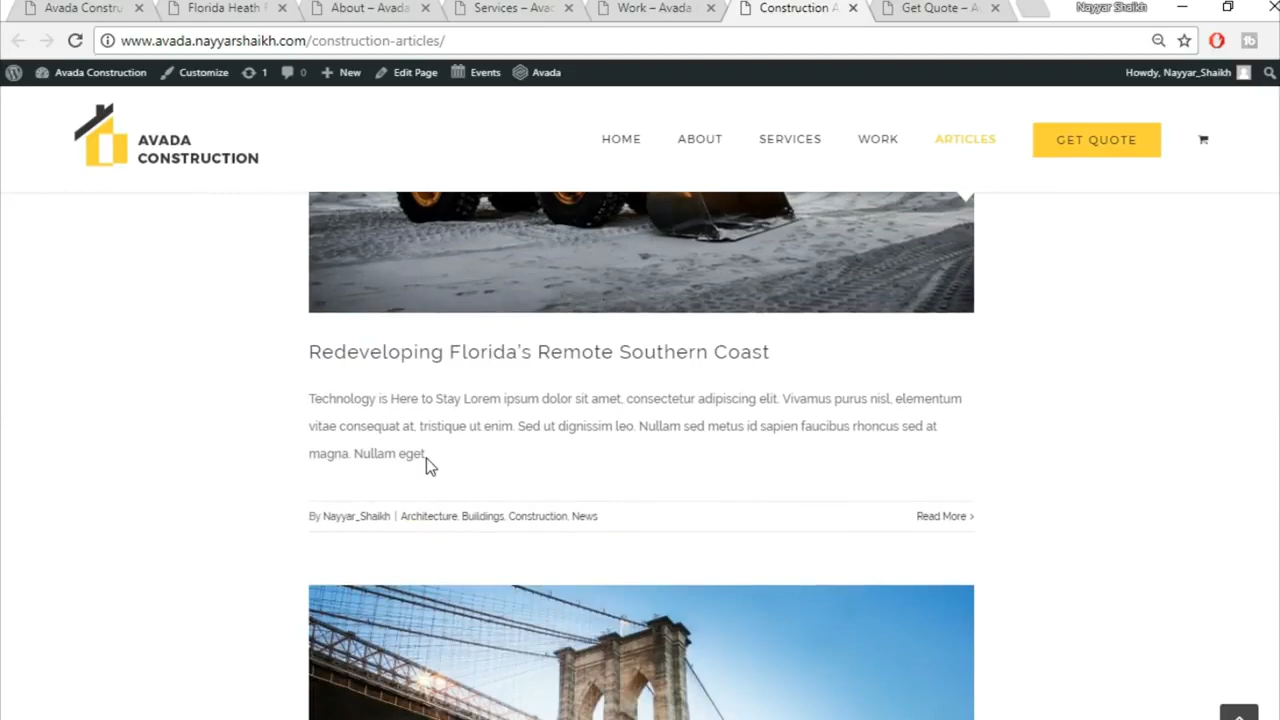 Avada Constru
Florida Heath F
About – Avada
Services – Avad
Work – Avada
Construction A
Get Quote – A
Nayyar Shaikh
www.avada.nayyarshaikh.com/construction-articles/
Avada Construction
Customize
1
0
New
Edit Page
Events
Avada
Howdy, Nayyar_Shaikh
AVADA
CONSTRUCTION
HOME
ABOUT
SERVICES
WORK
ARTICLES
GET QUOTE
Redeveloping Florida's Remote Southern Coast
Technology is Here to Stay Lorem ipsum dolor sit amet, consectetur adipiscing elit. Vivamus purus nisl, elementum
vitae consequat at, tristique ut enim. Sed ut dignissim leo. Nullam sed metus id sapien faucibus rhoncus sed at
magna. Nullam eget
By Nayyar_Shaikh | Architecture, Buildings, Construction, News
Read More >